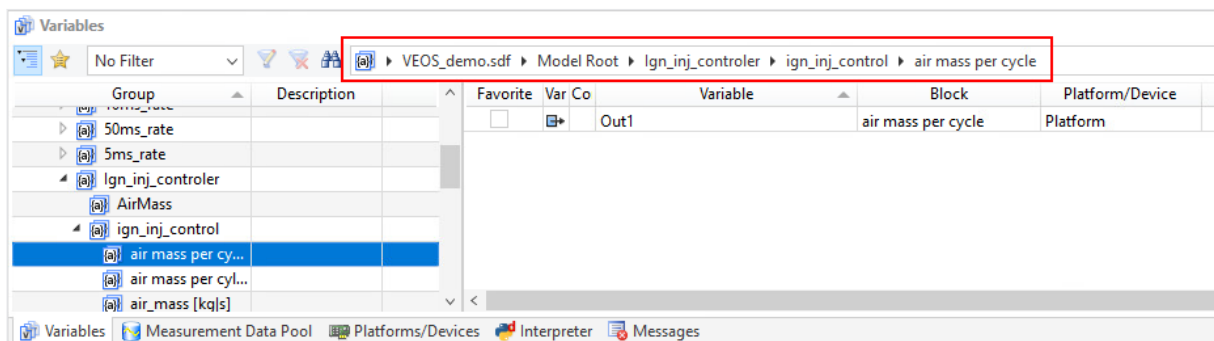 Variables
No Filter VEOS_demo.sdf Model Root Ign_inj_controler ign_inj_control air mass per cycle
Group Description Favorite Var Co Variable Block Platform/Device
50ms_rate Out1 air mass per cycle Platform
5ms_rate
Ign_inj_controler
AirMass
ign_inj_control
air mass per cy...
air mass per cyl...
air_mass [kg|s]
Variables Measurement Data Pool Platforms/Devices Interpreter Messages